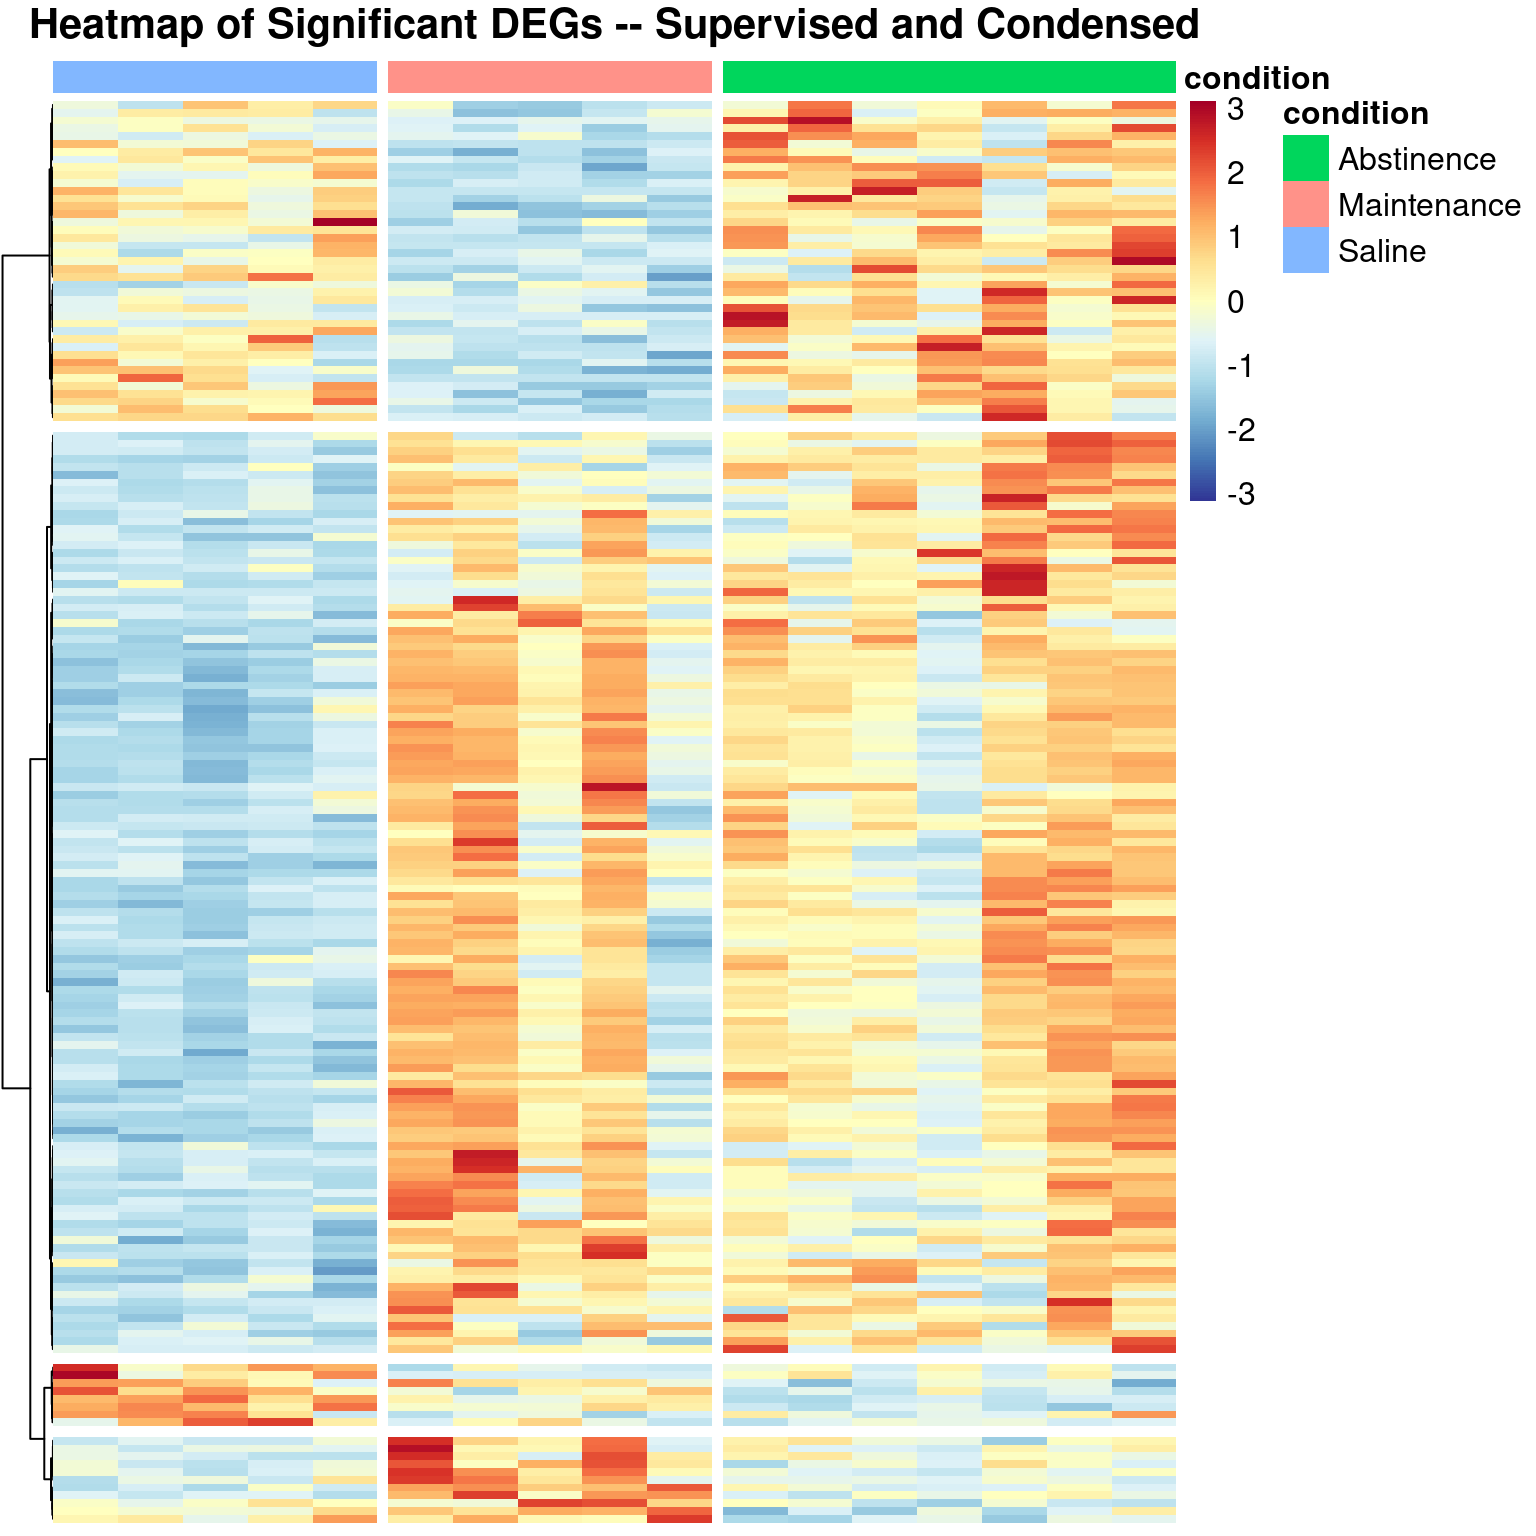 Heatmap of Significant DEGs -- Supervised and Condensed
condition
3
2
1
0
-1
-2
-3
condition
Abstinence
Maintenance
Saline